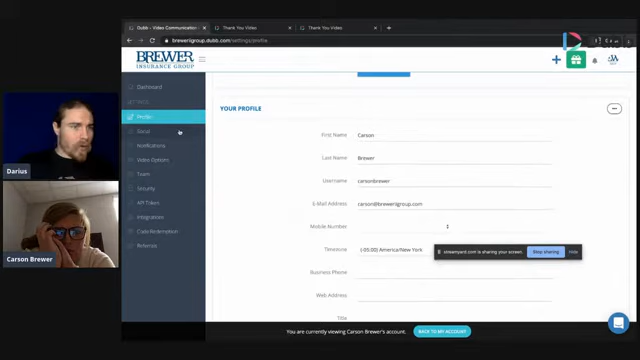 Dubb - Video Communication
Thank You Video
Thank You Video
brewerigroup.dubb.com/settings/profile
BREWER
INSURANCE GROUP
Dashboard
Profile
Social
Notifications
Video Options
Team
Security
API Token
Integrations
Code Redemption
Referrals
YOUR PROFILE
First Name
Carson
Last Name
Brewer
Username
carsonbrewer
E-Mail Address
carson@brewerigroup.com
Mobile Number
Timezone
(-05:00) America/New York
streamyard.com is sharing your screen.
Stop sharing
Hide
Business Phone
Web Address
Title
You are currently viewing Carson Brewer's account.
BACK TO MY ACCOUNT
Darius
Carson Brewer